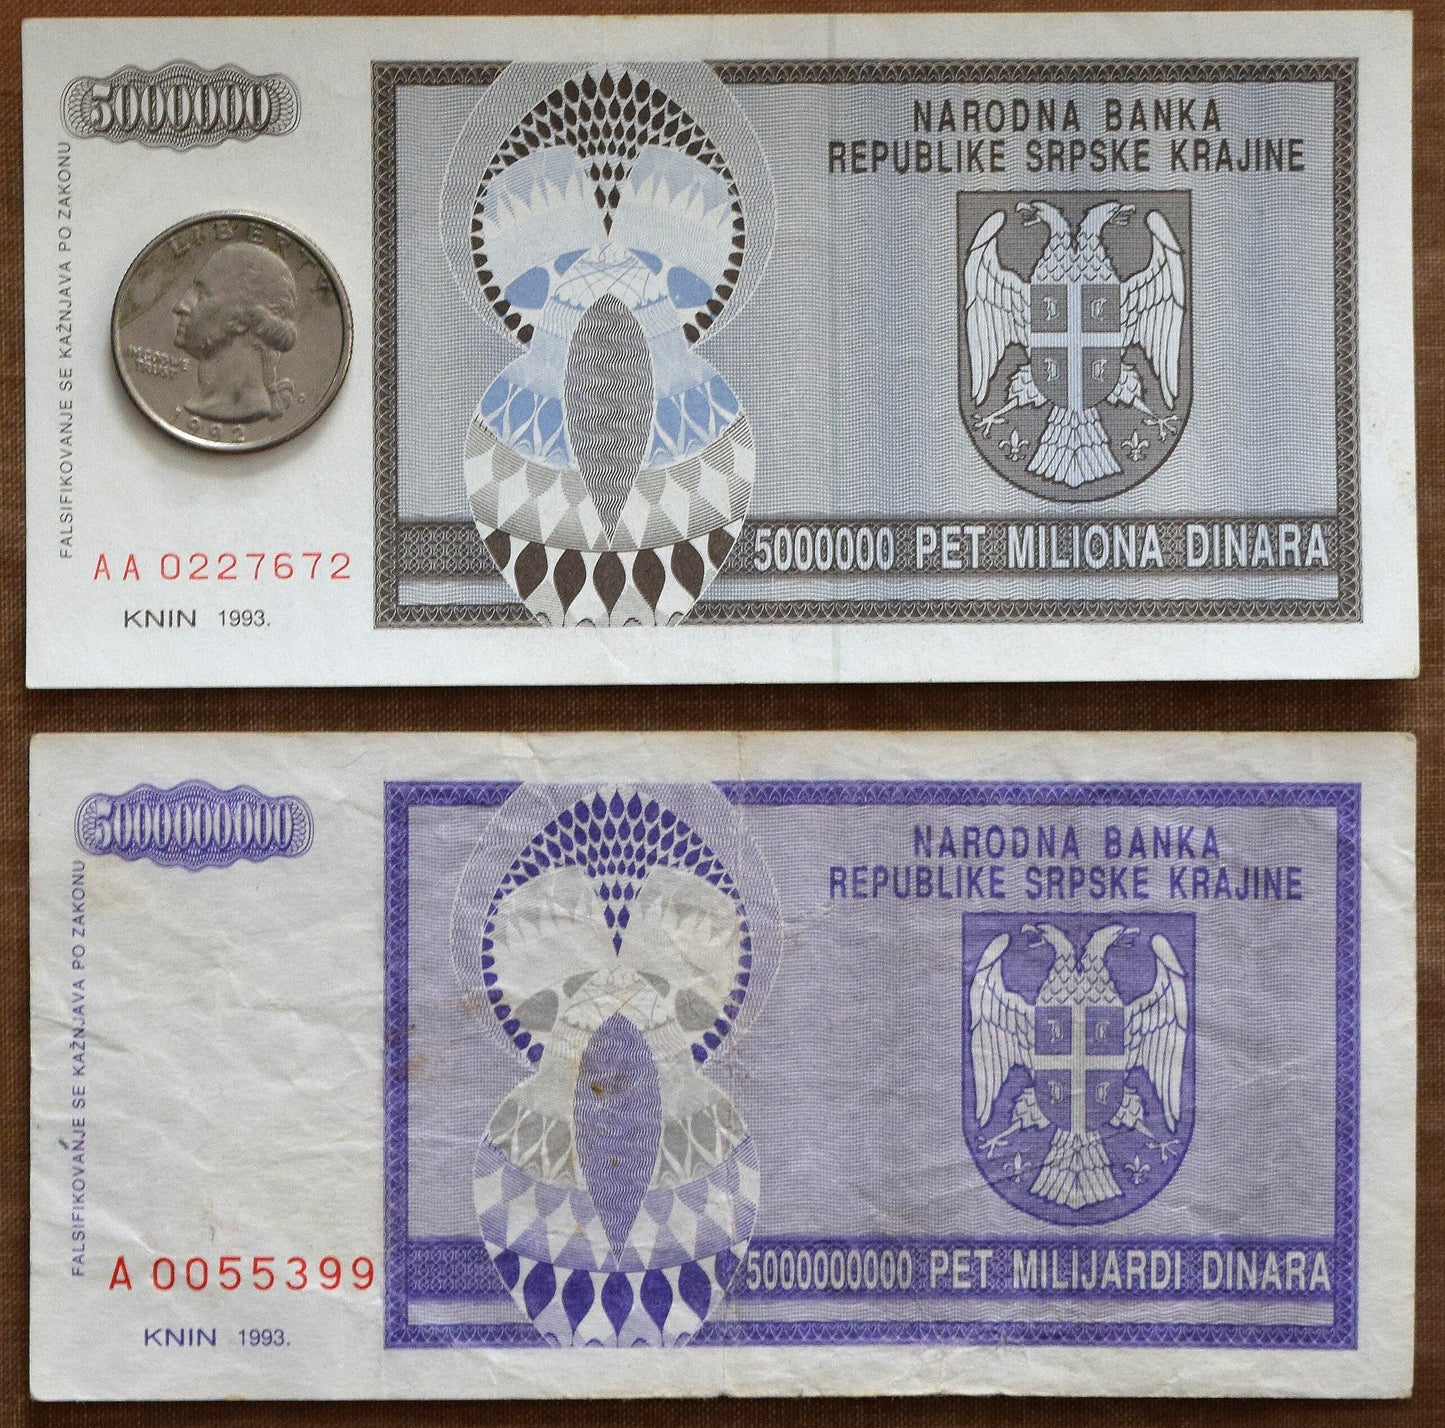 5000000
NARODNA BANKA
REPUBLIKE SRPSKE KRAJINE
FALSIFIKOVANJE SE KAŽNJAVA PO ZAKONU
LIBERTY
IN GOD WE
TRUST
1992
AA 0227672
KNIN 1993.
5000000 PET MILIONA DINARA
5000000000
NARODNA BANKA
REPUBLIKE SRPSKE KRAJINE
FALSIFIKOVANJE SE KAŽNJAVA PO ZAKONU
A 0055399
KNIN 1993.
5000000000 PET MILIJARDI DINARA